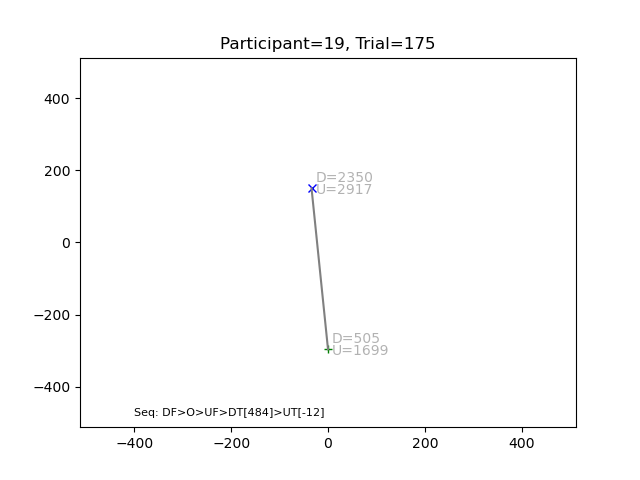 Participant=19, Trial=175
400
200
0
−200
−400
D=2350
U=2917
D=505
U=1699
Seq: DF>O>UF>DT[484]>UT[-12]
−400 −200 0 200 400